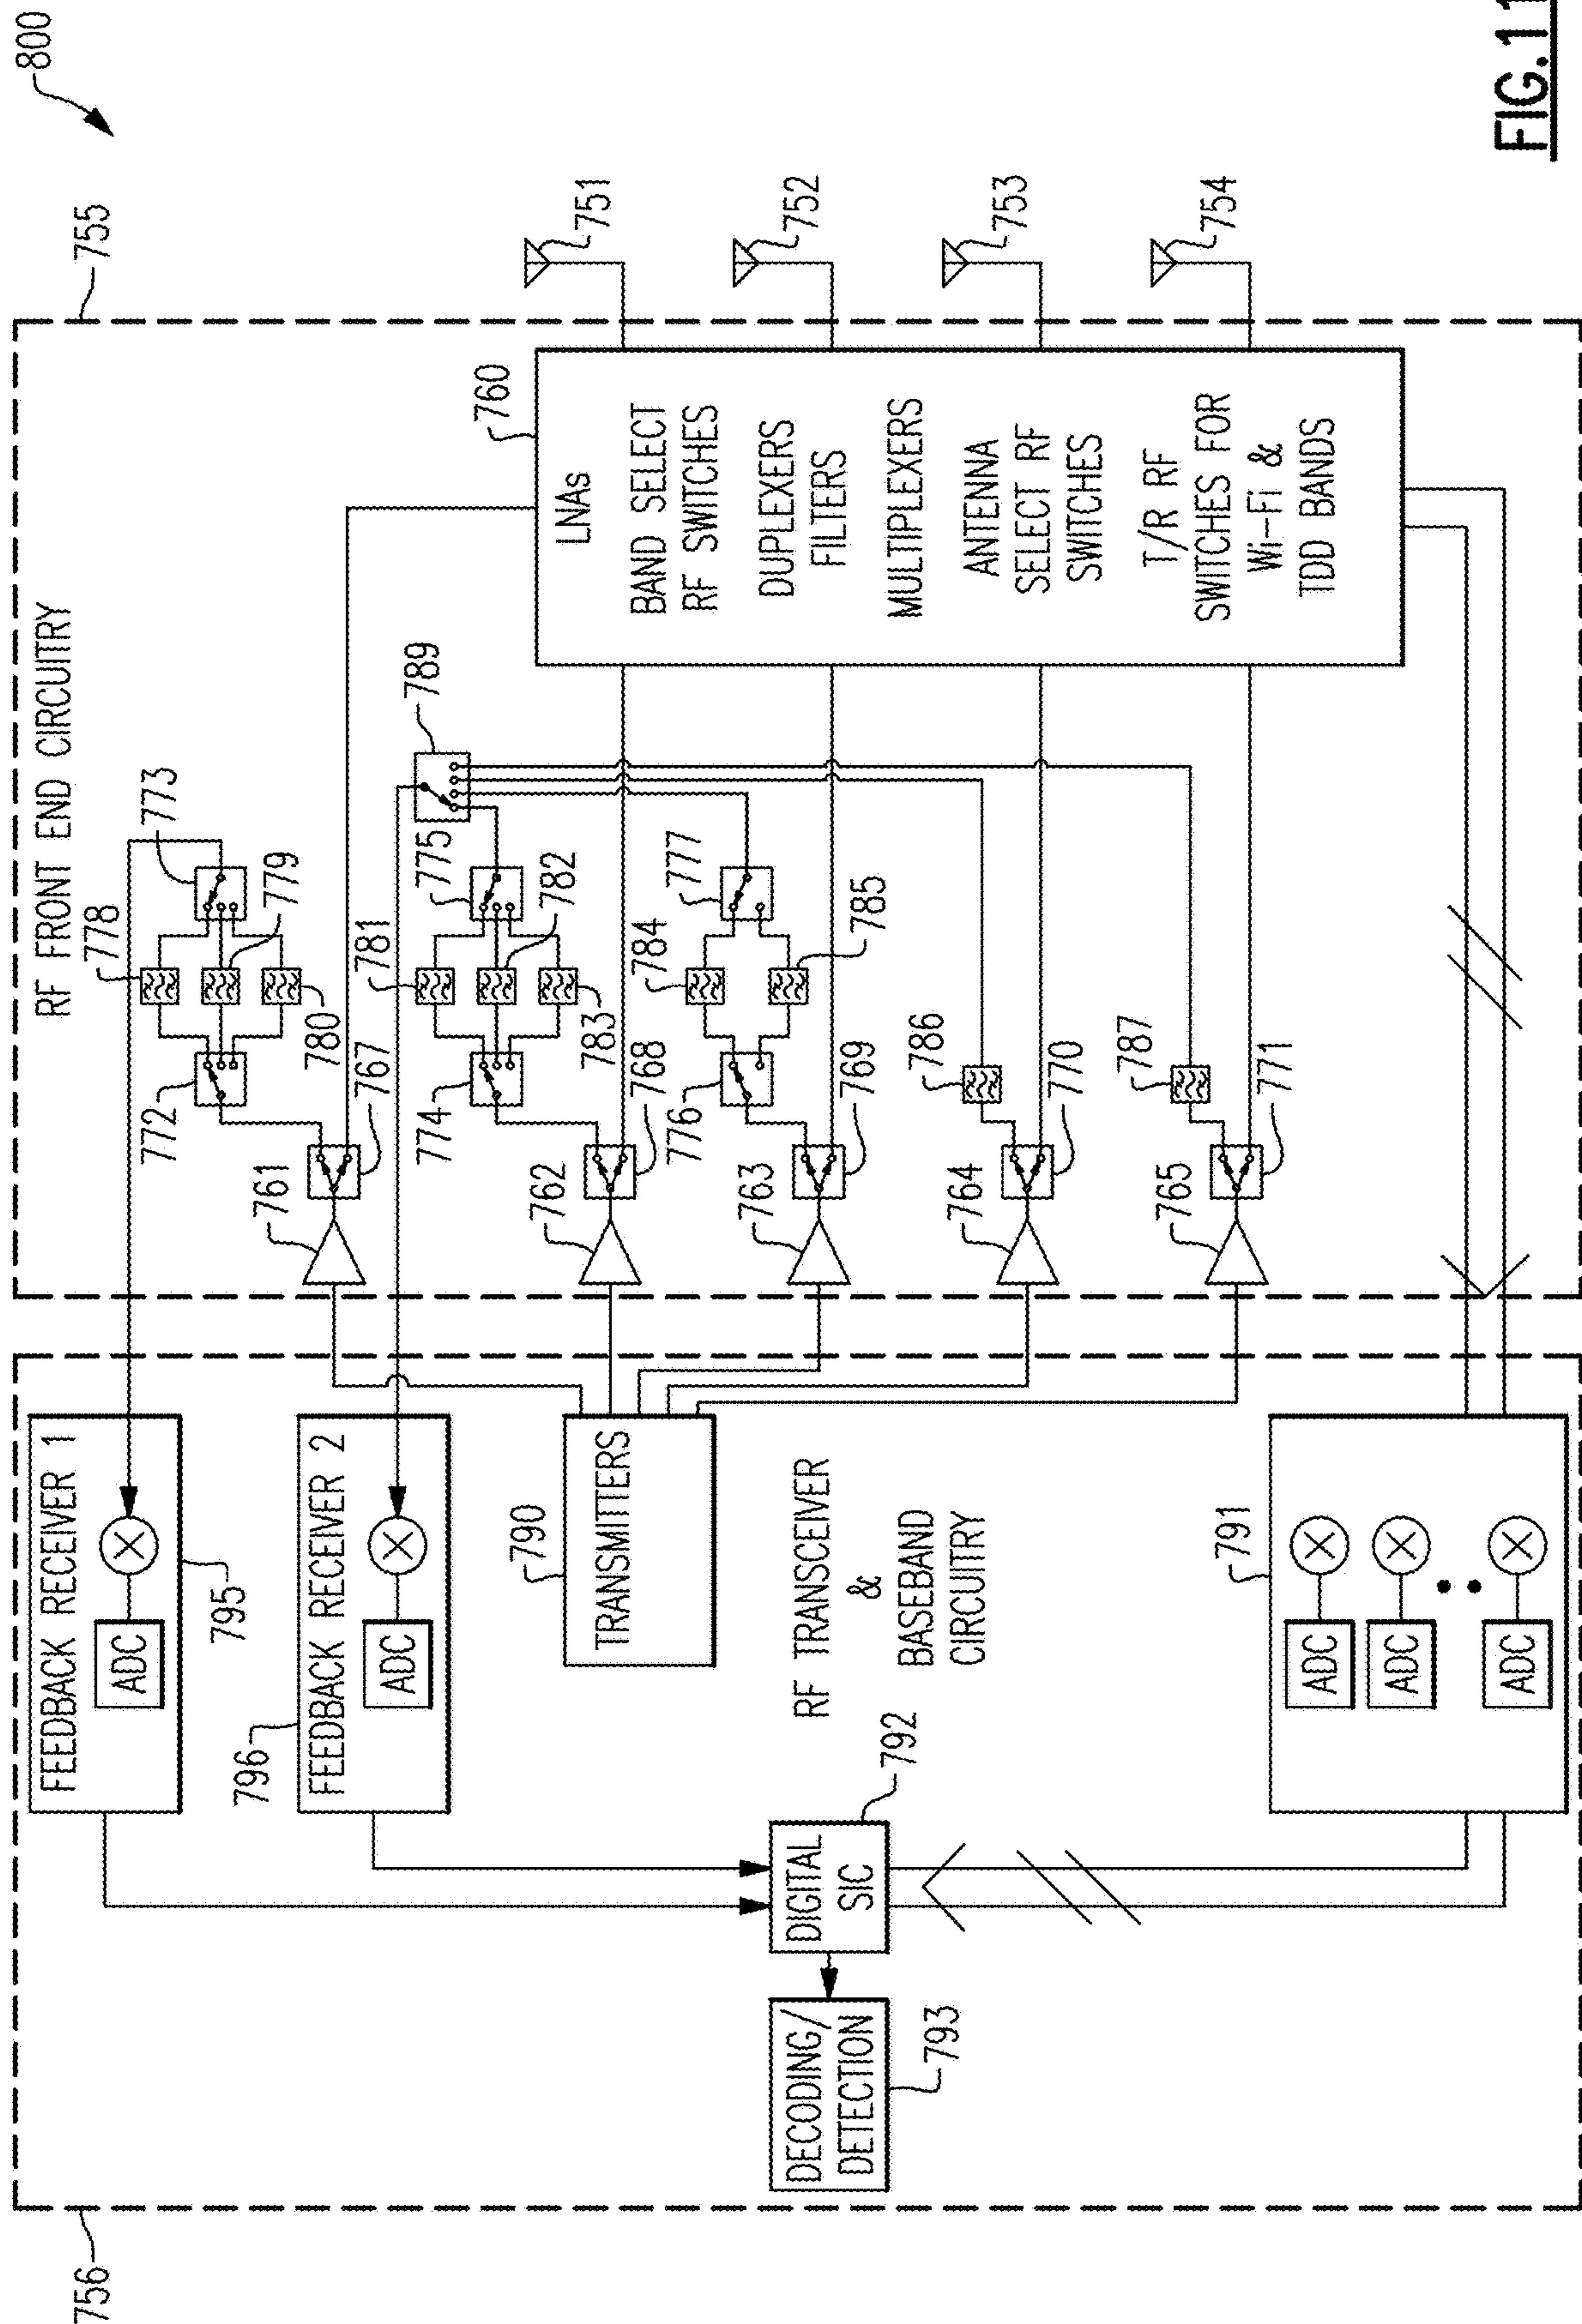 800
755
756
RF FRONT END CIRCUITRY
773
778
779
772
780
767
761
789
775
781
782
774
783
768
762
777
784
785
776
769
763
786
770
764
787
771
765
760
LNAs
BAND SELECT
RF SWITCHES
DUPLEXERS
FILTERS
MULTIPLEXERS
ANTENNA
SELECT RF
SWITCHES
T/R RF
SWITCHES FOR
Wi-Fi &
TDD BANDS
751
752
753
754
FEEDBACK RECEIVER 1
ADC
795
FEEDBACK RECEIVER 2
ADC
796
790
TRANSMITTERS
RF TRANSCEIVER
&
BASEBAND
CIRCUITRY
792
DIGITAL
SIC
DECODING/
DETECTION
793
791
ADC
ADC
ADC
FIG.11